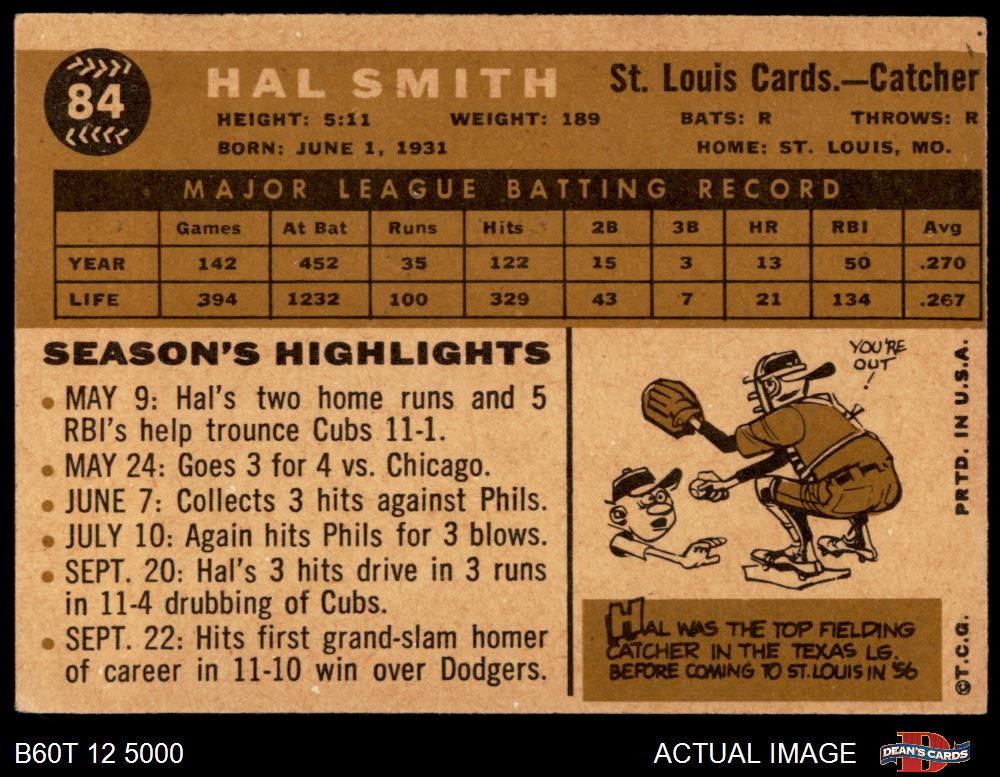 84
HAL SMITH
St. Louis Cards.—Catcher
HEIGHT: 5:11 WEIGHT: 189 BATS: R THROWS: R
BORN: JUNE 1, 1931 HOME: ST. LOUIS, MO.
MAJOR LEAGUE BATTING RECORD
Games At Bat Runs Hits 2B 3B HR RBI Avg
YEAR 142 452 35 122 15 3 13 50 .270
LIFE 394 1232 100 329 43 7 21 134 .267
SEASON'S HIGHLIGHTS
• MAY 9: Hal's two home runs and 5
RBI's help trounce Cubs 11-1.
• MAY 24: Goes 3 for 4 vs. Chicago.
• JUNE 7: Collects 3 hits against Phils.
• JULY 10: Again hits Phils for 3 blows.
• SEPT. 20: Hal's 3 hits drive in 3 runs
in 11-4 drubbing of Cubs.
• SEPT. 22: Hits first grand-slam homer
of career in 11-10 win over Dodgers.
YOU'RE
OUT
!
HAL WAS THE TOP FIELDING
CATCHER IN THE TEXAS LG.
BEFORE COMING TO ST. LOUIS IN '56
PRTD. IN U.S.A.
©T.C.G.
B60T 12 5000
ACTUAL IMAGE
DEAN'S CARDS